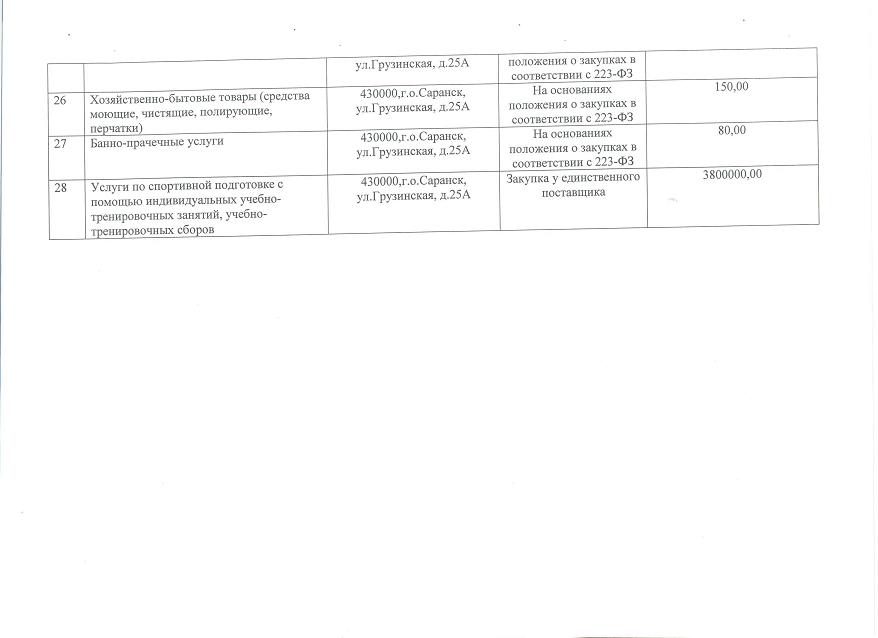 ул.Грузинская, д.25А
положения о закупках в
соответствии с 223-ФЗ
26
Хозяйственно-бытовые товары (средства
моющие, чистящие, полирующие,
перчатки)
430000,г.о.Саранск,
ул.Грузинская, д.25А
На основаниях
положения о закупках в
соответствии с 223-ФЗ
150,00
27
Банно-прачечные услуги
430000,г.о.Саранск,
ул.Грузинская, д.25А
На основаниях
положения о закупках в
соответствии с 223-ФЗ
80,00
28
Услуги по спортивной подготовке с
помощью индивидуальных учебно-
тренировочных занятий, учебно-
тренировочных сборов
430000,г.о.Саранск,
ул.Грузинская, д.25А
Закупка у единственного
поставщика
3800000,00